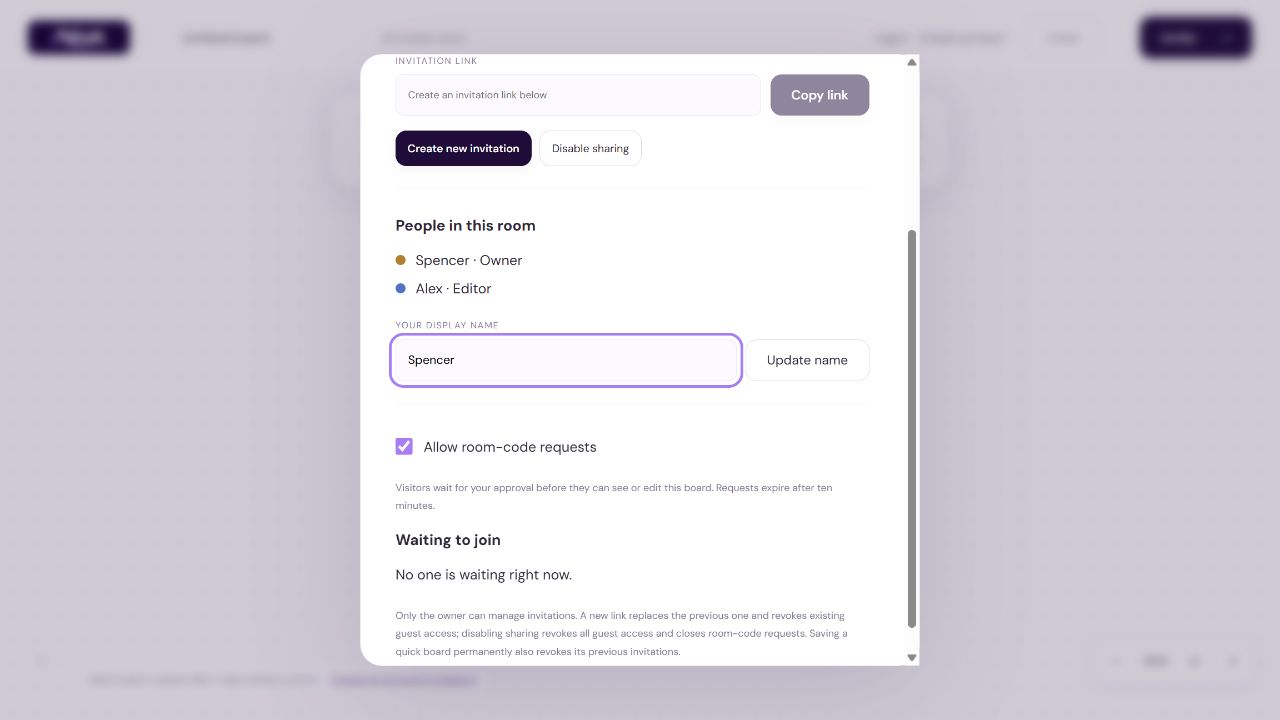 INVITATION LINK
Create an invitation link below
Copy link
Create new invitation
Disable sharing
People in this room
Spencer · Owner
Alex · Editor
YOUR DISPLAY NAME
Spencer
Update name
Allow room-code requests
Visitors wait for your approval before they can see or edit this board. Requests expire after ten
minutes.
Waiting to join
No one is waiting right now.
Only the owner can manage invitations. A new link replaces the previous one and revokes existing
guest access; disabling sharing revokes all guest access and closes room-code requests. Saving a
quick board permanently also revokes its previous invitations.